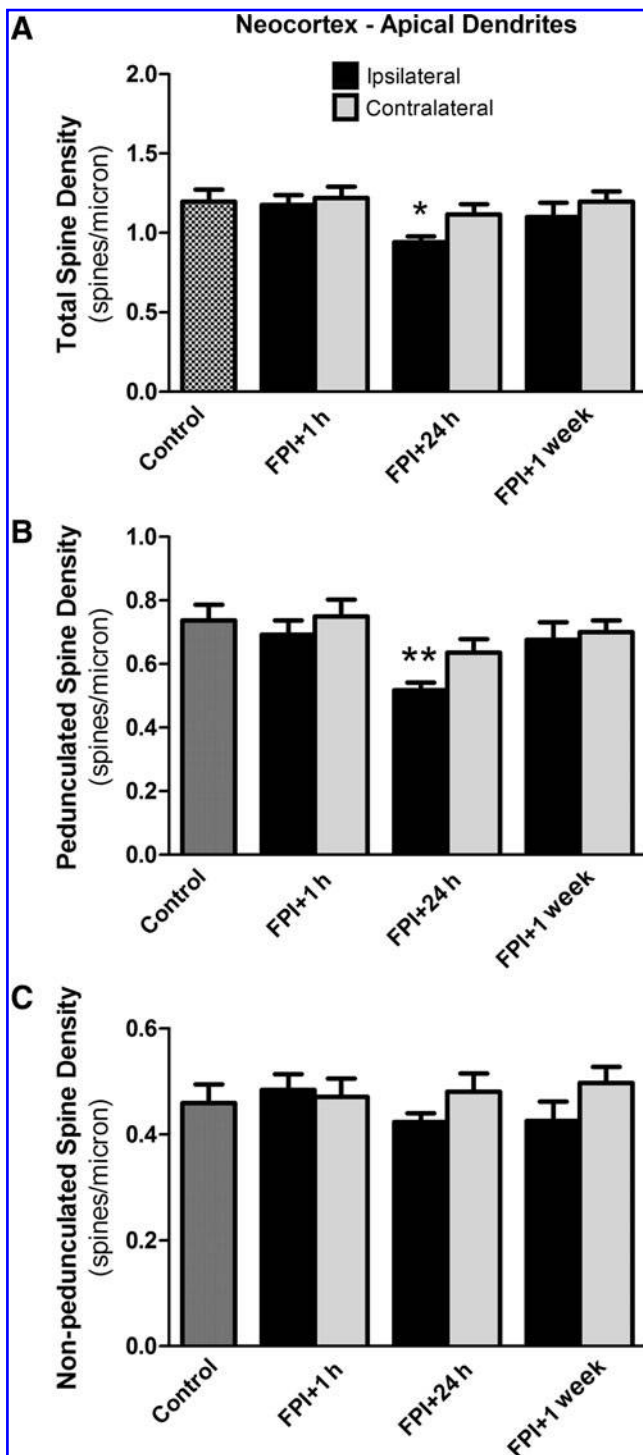 A
Neocortex - Apical Dendrites
Ipsilateral
Contralateral
Total Spine Density
(spines/micron)
2.0
1.5
1.0
0.5
0.0
*
Control
FPI+1 h
FPI+24 h
FPI+1 week
B
Pedunculated Spine Density
(spines/micron)
1.0
0.8
0.6
0.4
0.2
0.0
**
Control
FPI+1 h
FPI+24 h
FPI+1 week
C
Non-pedunculated Spine Density
(spines/micron)
0.6
0.4
0.2
0.0
Control
FPI+1 h
FPI+24 h
FPI+1 week